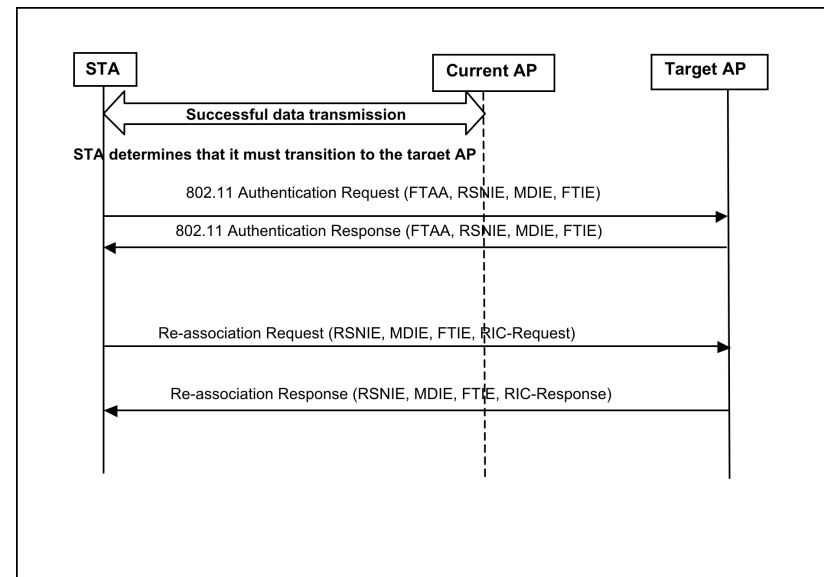 STA
Current AP
Target AP
Successful data transmission
STA determines that it must transition to the target AP
802.11 Authentication Request (FTAA, RSNIE, MDIE, FTIE)
802.11 Authentication Response (FTAA, RSNIE, MDIE, FTIE)
Re-association Request (RSNIE, MDIE, FTIE, RIC-Request)
Re-association Response (RSNIE, MDIE, FTIE, RIC-Response)